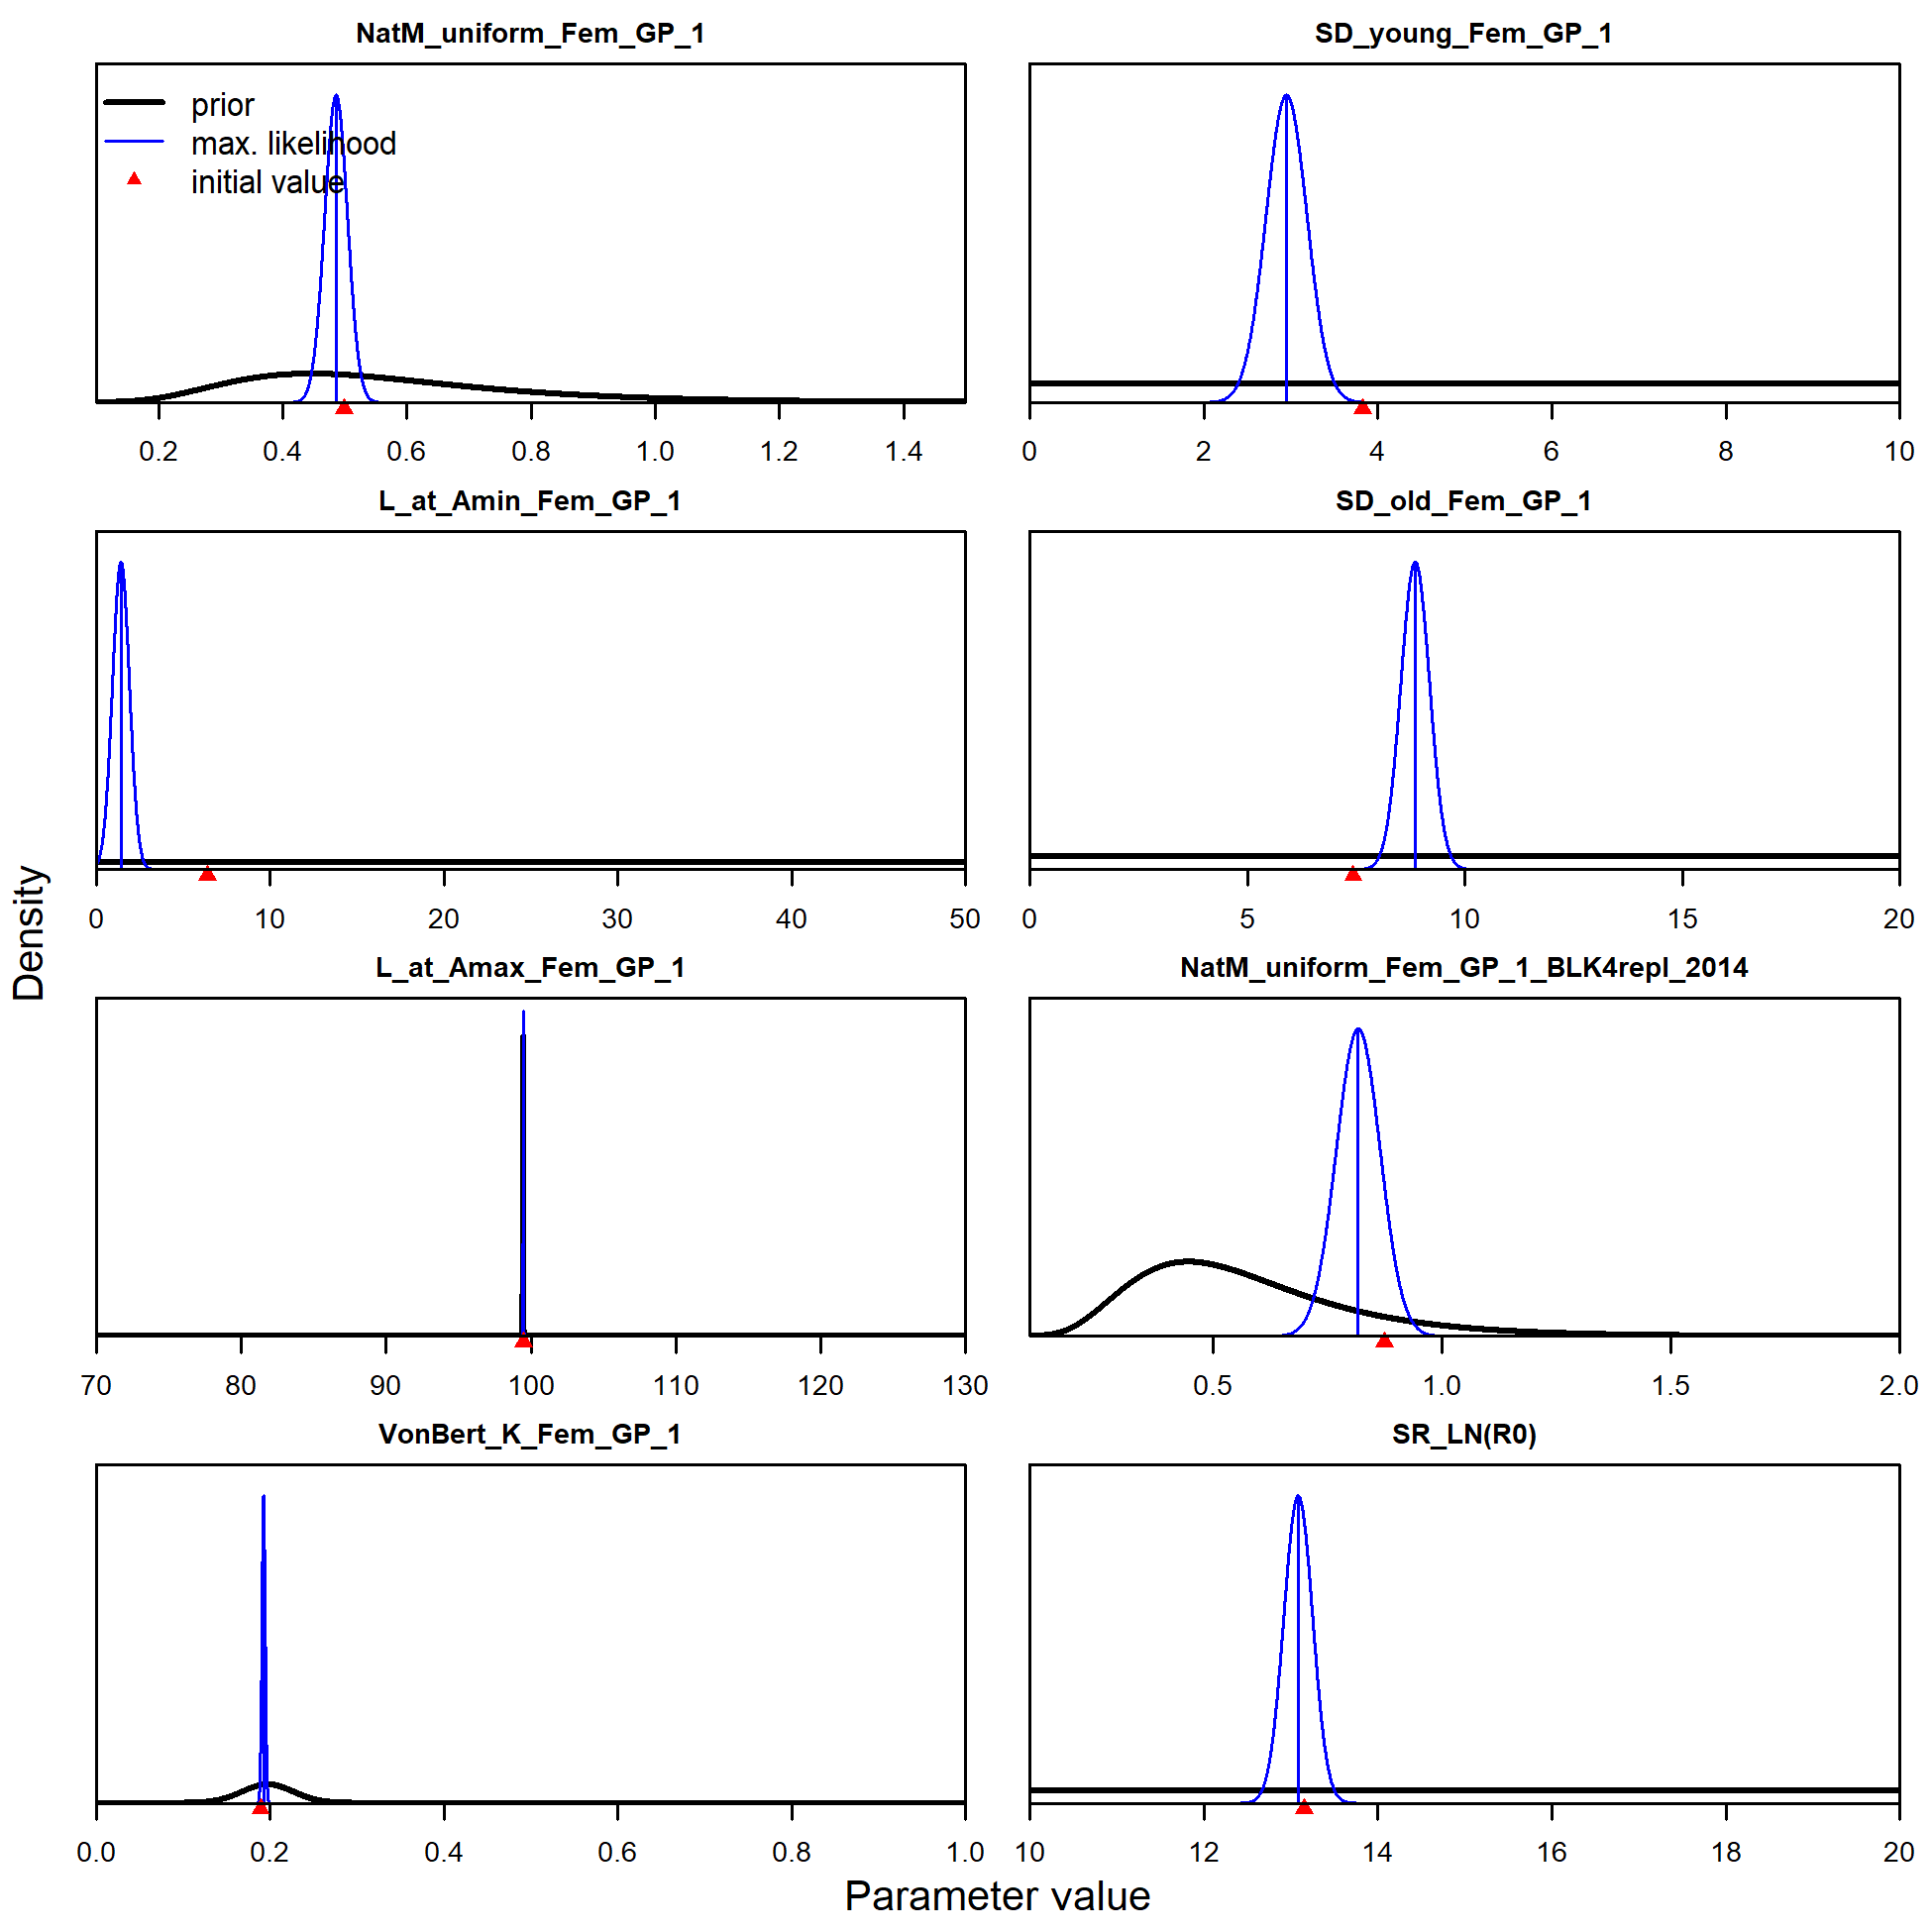 NatM_uniform_Fem_GP_1
prior
max. likelihood
initial value
0.2 0.4 0.6 0.8 1.0 1.2 1.4
SD_young_Fem_GP_1
0 2 4 6 8 10
L_at_Amin_Fem_GP_1
0 10 20 30 40 50
SD_old_Fem_GP_1
0 5 10 15 20
L_at_Amax_Fem_GP_1
70 80 90 100 110 120 130
NatM_uniform_Fem_GP_1_BLK4repl_2014
0.5 1.0 1.5 2.0
VonBert_K_Fem_GP_1
0.0 0.2 0.4 0.6 0.8 1.0
SR_LN(R0)
10 12 14 16 18 20
Density
Parameter value